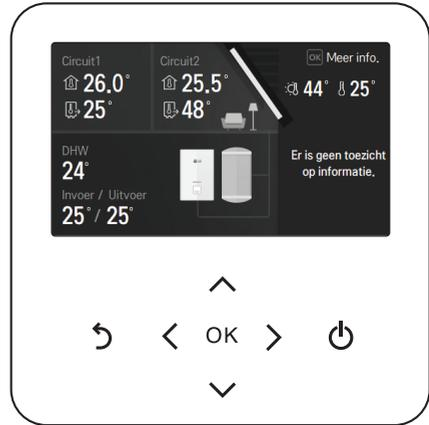 Circuit1
26.0°
25°
Circuit2
25.5°
48°
OK Meer info.
44° 25°
Er is geen toezicht
op informatie.
DHW
24°
Invoer / Uitvoer
25° / 25°
OK